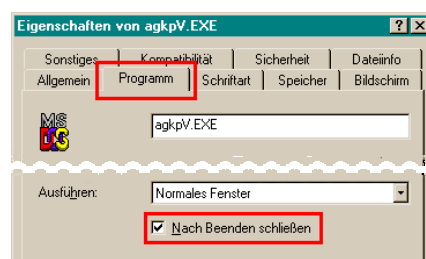 Eigenschaften von agkpV.EXE
Sonstiges Kompatibilität Sicherheit Dateiinfo
Allgemein Programm Schriftart Speicher Bildschirm
MS DOS agkpV.EXE
Ausführen: Normales Fenster
Nach Beenden schließen